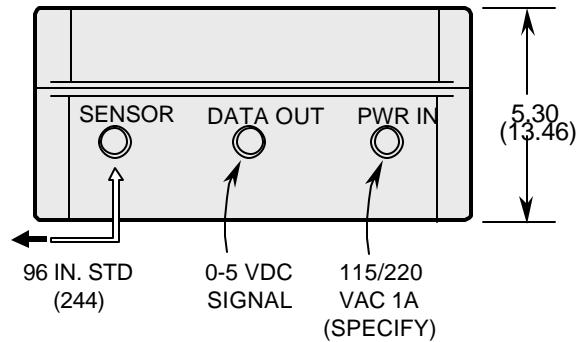 SENSOR DATA OUT PWR IN
5.30
(13.46)
96 IN. STD
(244)
0-5 VDC
SIGNAL
115/220
VAC 1A
(SPECIFY)